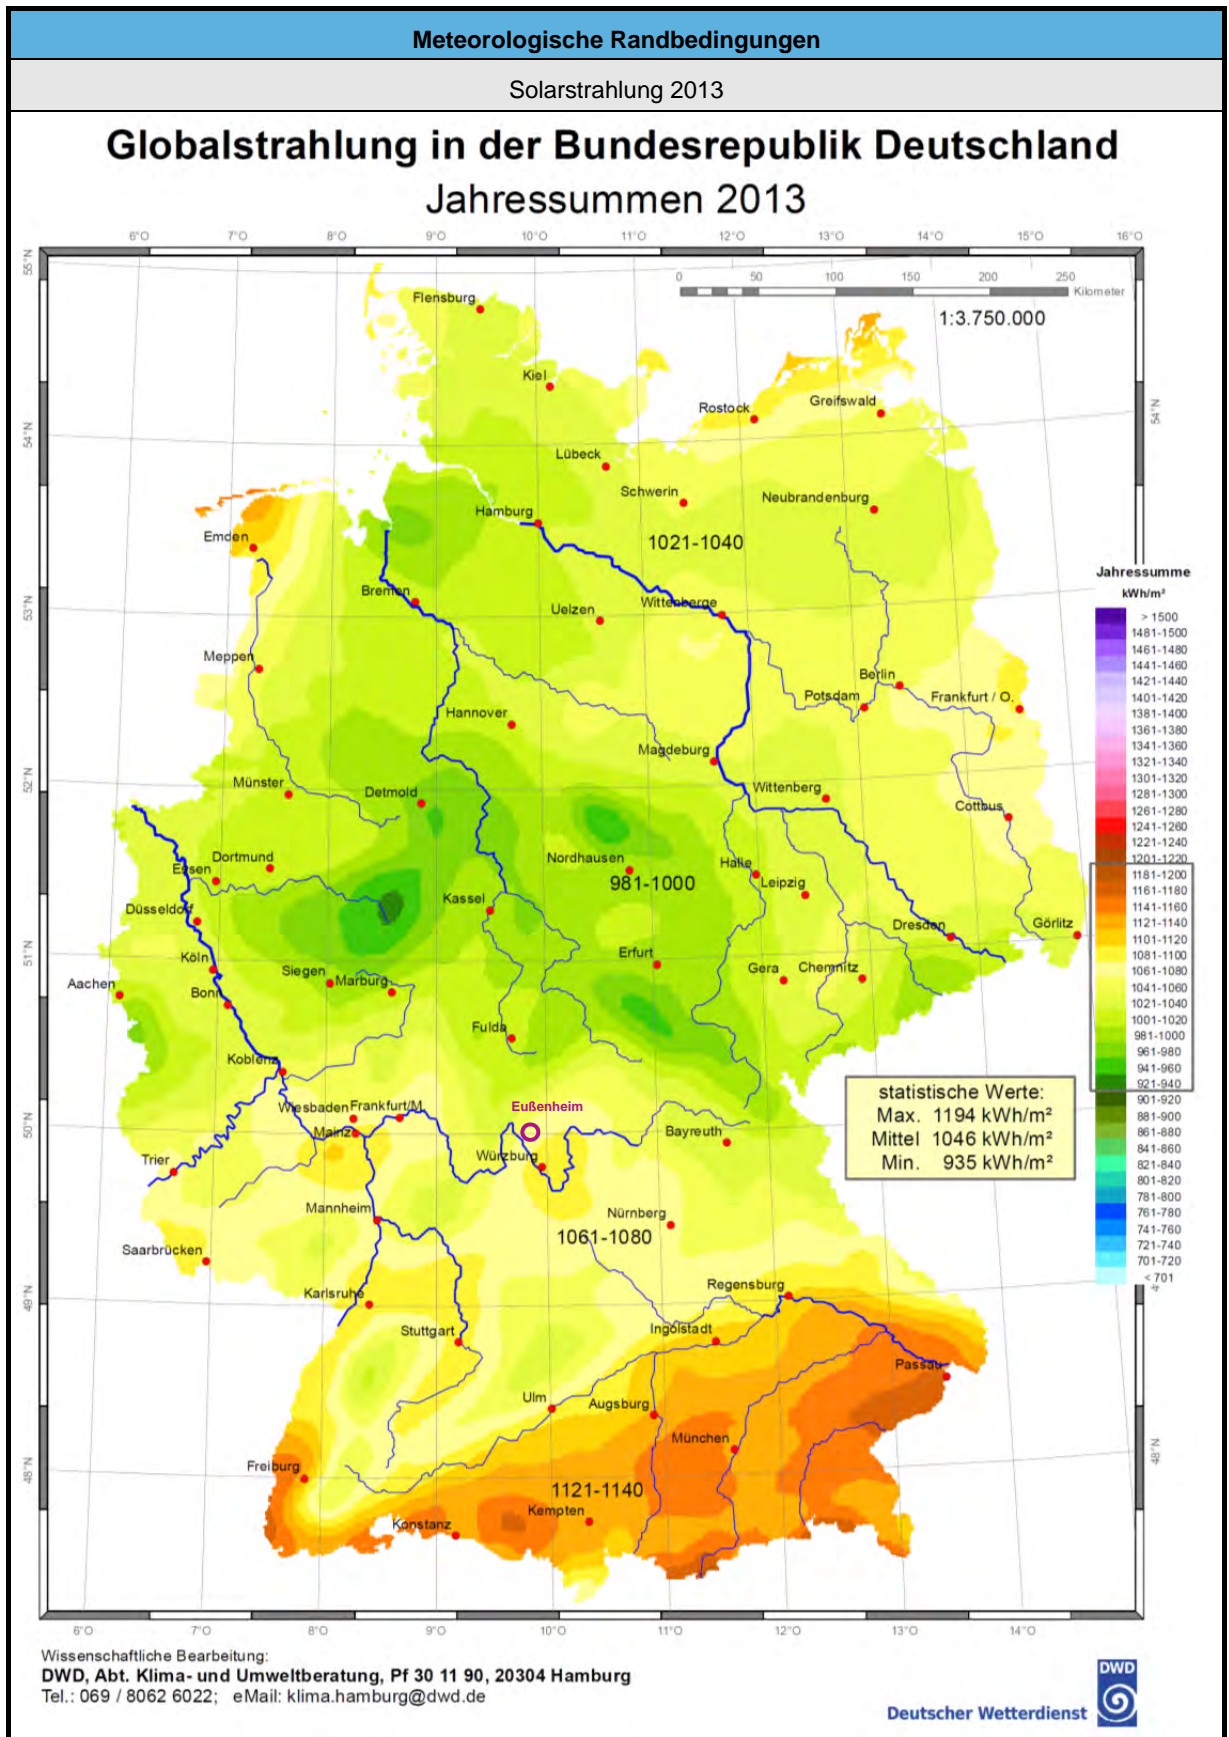 Meteorologische Randbedingungen
Solarstrahlung 2013
Globalstrahlung in der Bundesrepublik Deutschland
Jahressummen 2013
6°O 7°O 8°O 9°O 10°O 11°O 12°O 13°O 14°O 15°O 16°O
55°N
0 50 100 150 200 250
Kilometer
1:3.750.000
Flensburg
Kiel
Rostock
Greifswald
54°N
54°N
Lübeck
Schwerin
Neubrandenburg
Hamburg
Emden
1021-1040
Bremen
Uelzen
Wittenberge
53°N
Meppen
Berlin
Potsdam
Frankfurt / O.
Hannover
Magdeburg
52°N
Münster
Detmold
Wittenberg
Cottbus
Nordhausen
Halle
Dortmund
Essen
981-1000
Leipzig
Kassel
Düsseldorf
Dresden
Görlitz
51°N
Köln
Erfurt
Siegen
Marburg
Gera
Chemnitz
Aachen
Bonn
Fulda
Koblenz
Wiesbaden
Frankfurt/M.
Eußenheim
50°N
Mainz
Bayreuth
Würzburg
Trier
Mannheim
Nürnberg
1061-1080
Saarbrücken
Karlsruhe
Regensburg
49°N
Stuttgart
Ingolstadt
Passau
Ulm
Augsburg
München
48°N
48°N
Freiburg
1121-1140
Kempten
Konstanz
Jahressumme
kWh/m²
> 1500
1481-1500
1461-1480
1441-1460
1421-1440
1401-1420
1381-1400
1361-1380
1341-1360
1321-1340
1301-1320
1281-1300
1261-1280
1241-1260
1221-1240
1201-1220
1181-1200
1161-1180
1141-1160
1121-1140
1101-1120
1081-1100
1061-1080
1041-1060
1021-1040
1001-1020
981-1000
961-980
941-960
921-940
901-920
881-900
861-880
841-860
821-840
801-820
781-800
761-780
741-760
721-740
701-720
< 701
statistische Werte:
Max. 1194 kWh/m²
Mittel 1046 kWh/m²
Min. 935 kWh/m²
6°O 7°O 8°O 9°O 10°O 11°O 12°O 13°O 14°O
Wissenschaftliche Bearbeitung:
DWD, Abt. Klima- und Umweltberatung, Pf 30 11 90, 20304 Hamburg
Tel.: 069 / 8062 6022; eMail: klima.hamburg@dwd.de
DWD
Deutscher Wetterdienst